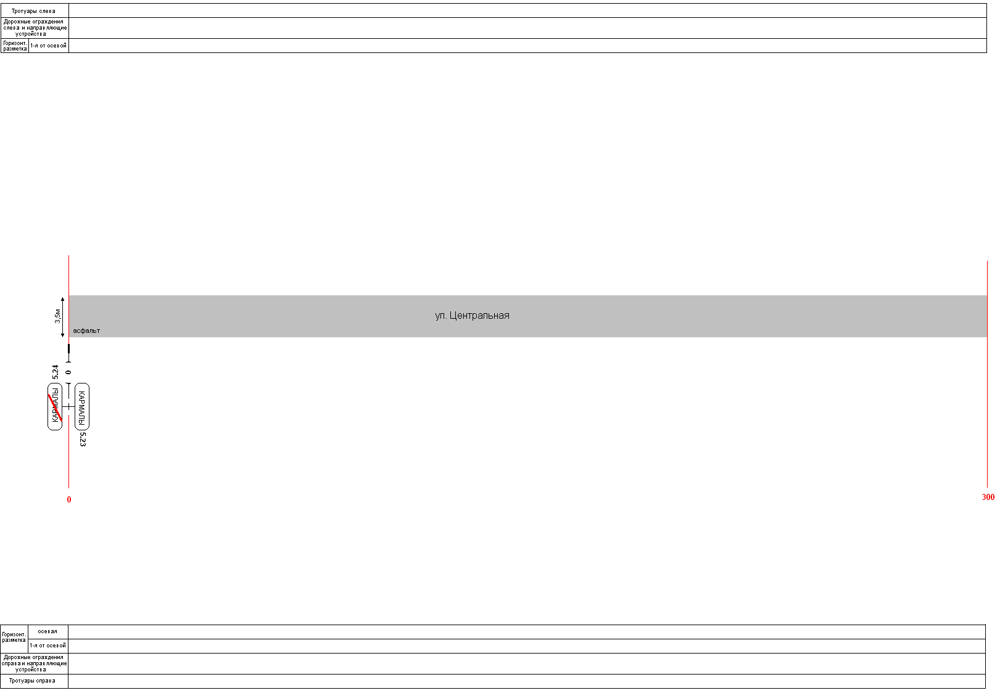 Тротуары слева
Дорожные ограждения
слева и направляющие
устройства
Горизонт.
разметка
1-я от осевой
ул. Центральная
3,5м
асфальт
5.24
0
КАРМАЛЫ
КАРМАЛЫ
5.23
0
300
Горизонт.
разметка
осевая
1-я от осевой
Дорожные ограждения
справа и направляющие
устройства
Тротуары справа